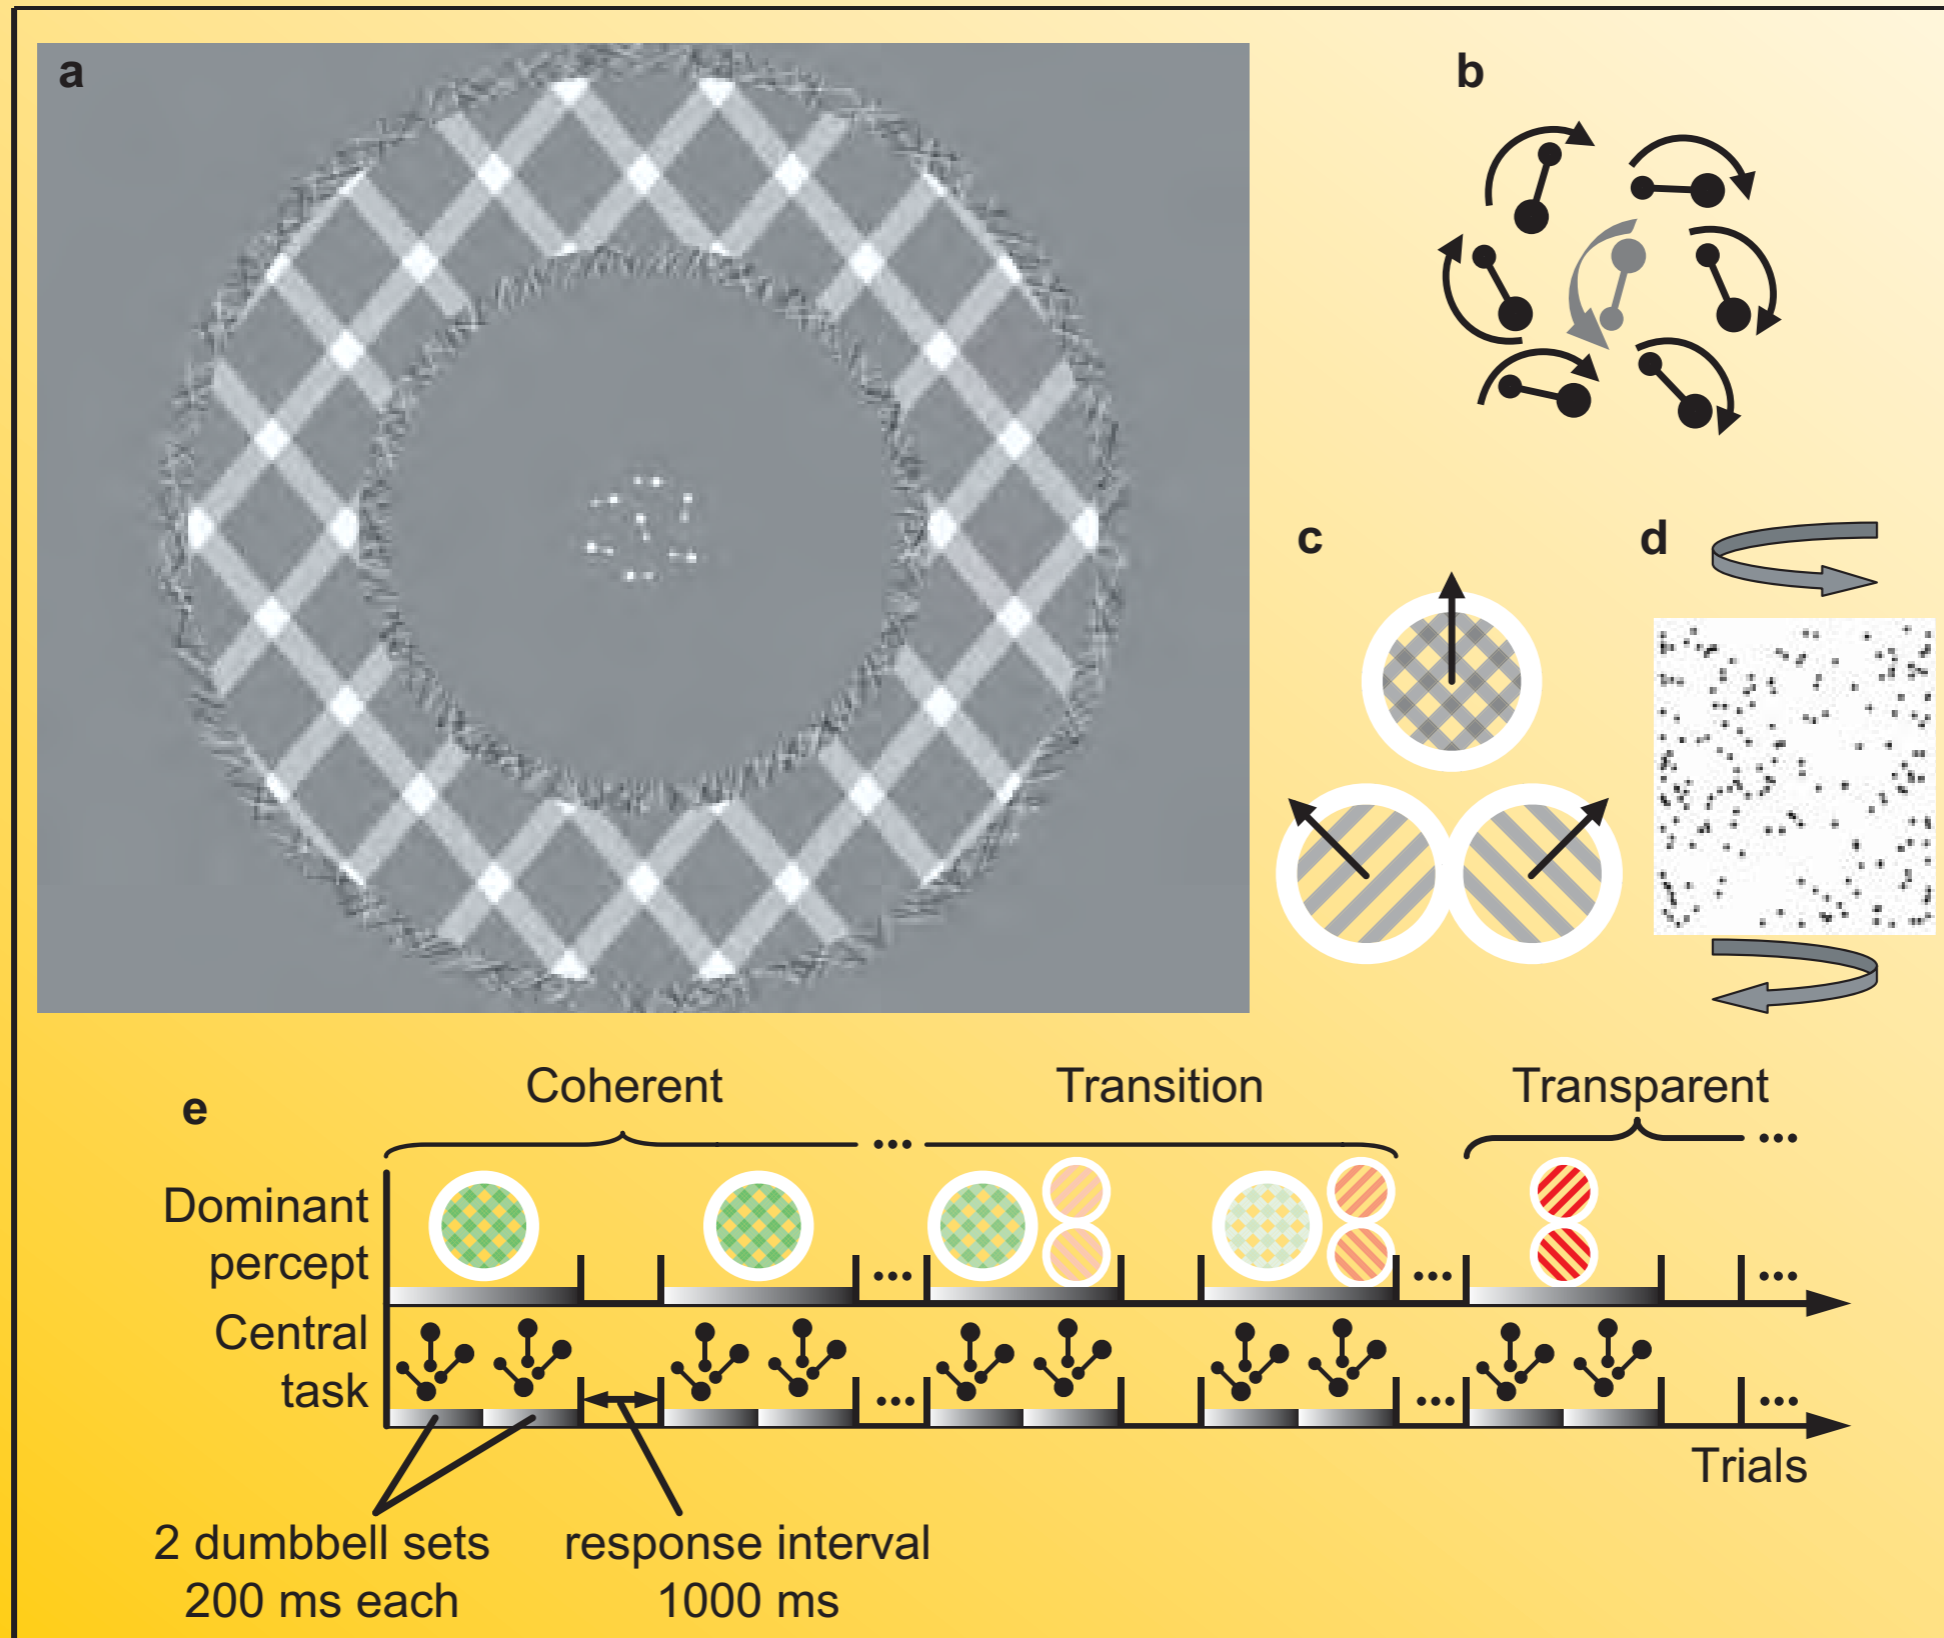 a
b
c
d
e
Coherent
Transition
Transparent
...
...
Dominant
percept
...
...
...
Central
task
...
...
...
Trials
2 dumbbell sets
200 ms each
response interval
1000 ms